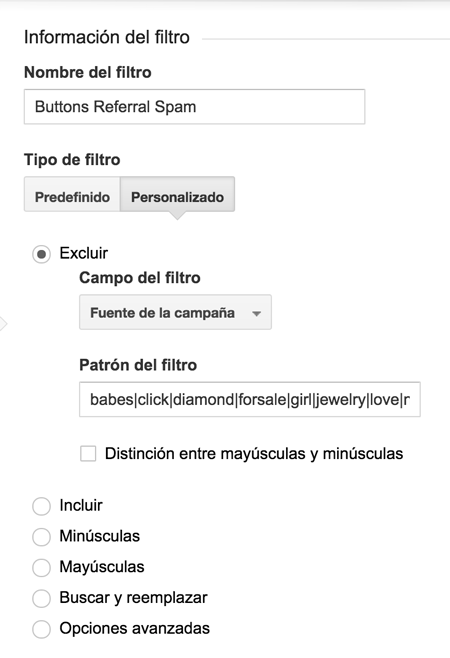 Información del filtro
Nombre del filtro
Buttons Referral Spam
Tipo de filtro
Predefinido Personalizado
Excluir
Campo del filtro
Fuente de la campaña
Patrón del filtro
babes|click|diamond|forsale|girl|jewelry|love|
Distinción entre mayúsculas y minúsculas
Incluir
Minúsculas
Mayúsculas
Buscar y reemplazar
Opciones avanzadas